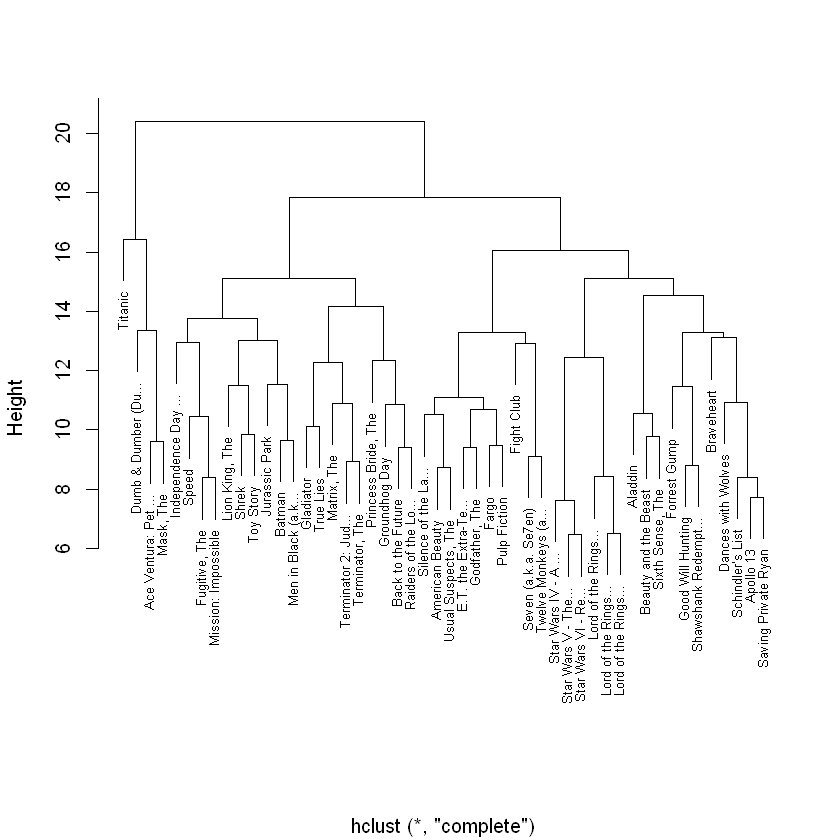 20
18
16
14
12
10
8
6
Height
Titanic
Dumb & Dumber (Du...
Ace Ventura: Pet ...
Mask, The
Independence Day ...
Speed
Fugitive, The
Mission: Impossible
Lion King, The
Shrek
Toy Story
Jurassic Park
Batman
Men in Black (a.k...
Gladiator
True Lies
Matrix, The
Terminator 2: Jud...
Terminator, The
Princess Bride, The
Groundhog Day
Back to the Future
Raiders of the Lo...
Silence of the La...
American Beauty
Usual Suspects, The
E.T. the Extra-Te...
Godfather, The
Fargo
Pulp Fiction
Fight Club
Seven (a.k.a. Se7en)
Twelve Monkeys (a...
Star Wars IV - A ...
Star Wars V - The...
Star Wars VI - Re...
Lord of the Rings...
Lord of the Rings...
Lord of the Rings...
Aladdin
Beauty and the Beast
Sixth Sense, The
Forrest Gump
Good Will Hunting
Shawshank Redempt...
Braveheart
Dances with Wolves
Schindler's List
Apollo 13
Saving Private Ryan
hclust (*, "complete")